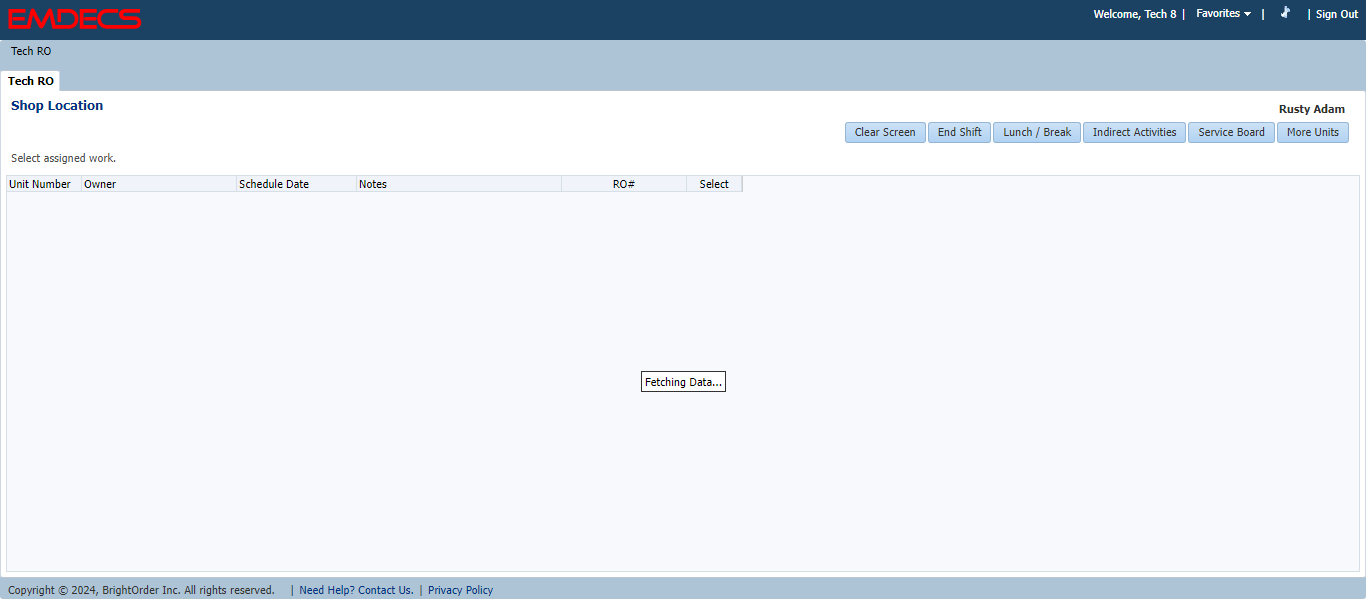 EMDECS
Welcome, Tech 8 | Favorites | | Sign Out
Tech RO
Tech RO
Shop Location
Rusty Adam
Clear Screen End Shift Lunch / Break Indirect Activities Service Board More Units
Select assigned work.
Unit Number Owner Schedule Date Notes RO# Select
Fetching Data...
Copyright © 2024, BrightOrder Inc. All rights reserved. | Need Help? Contact Us. | Privacy Policy